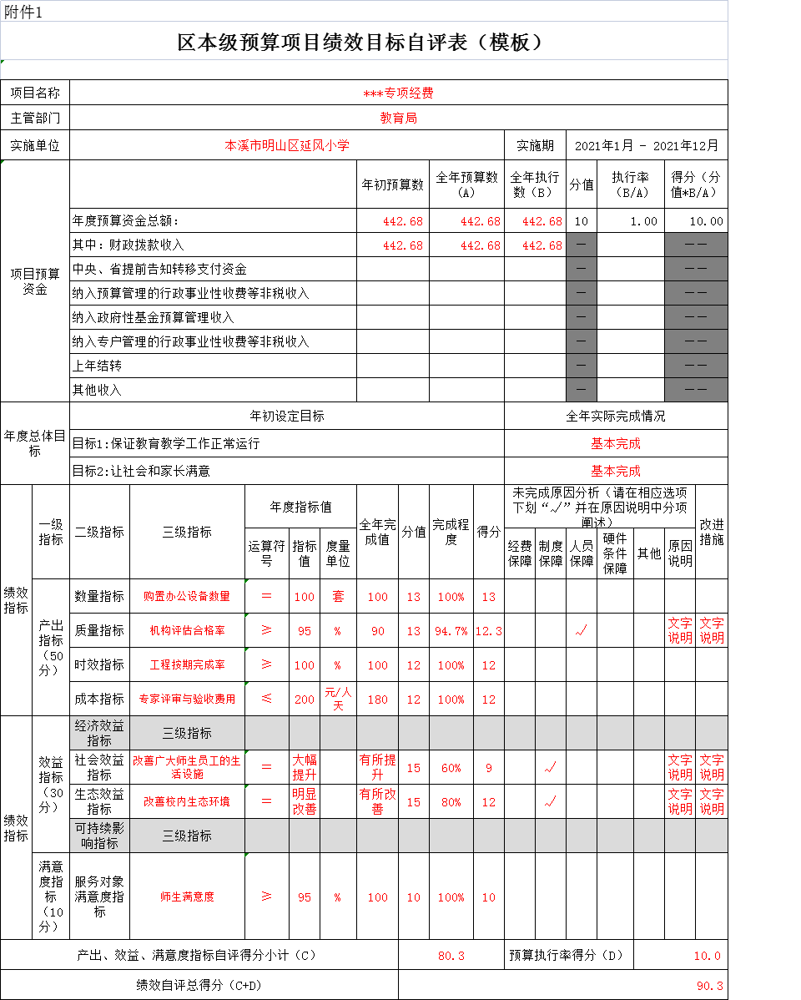 附件1
区本级预算项目绩效目标自评表（模板）
项目名称 ***专项经费
主管部门 教育局
实施单位 本溪市明山区延风小学 实施期 2021年1月 - 2021年12月
项目预算资金 年初预算数 全年预算数（A） 全年执行数（B） 分值 执行率（B/A） 得分（分值*B/A）
年度预算资金总额： 442.68 442.68 442.68 10 1.00 10.00
其中：财政拨款收入 442.68 442.68 442.68 — ——
中央、省提前告知转移支付资金 — ——
纳入预算管理的行政事业性收费等非税收入 — ——
纳入政府性基金预算管理收入 — ——
纳入专户管理的行政事业性收费等非税收入 — ——
上年结转 — ——
其他收入 — ——
年度总体目标 年初设定目标 全年实际完成情况
目标1:保证教育教学工作正常运行 基本完成
目标2:让社会和家长满意 基本完成
绩效指标 一级指标 二级指标 三级指标 年度指标值 全年完成值 分值 完成程度 得分 未完成原因分析（请在相应选项下划“√”并在原因说明中分项阐述） 改进措施
运算符号 指标值 度量单位 经费保障 制度保障 人员保障 硬件条件保障 其他 原因说明
产出指标（50分） 数量指标 购置办公设备数量 ＝ 100 套 100 13 100% 13
质量指标 机构评估合格率 ≥ 95 % 90 13 94.7% 12.3 √ 文字说明 文字说明
时效指标 工程按期完成率 ≥ 100 % 100 12 100% 12
成本指标 专家评审与验收费用 ≤ 200 元/人天 180 12 100% 12
绩效指标 效益指标（30分） 经济效益指标 三级指标
社会效益指标 改善广大师生员工的生活设施 ＝ 大幅提升 有所提升 15 60% 9 √ 文字说明 文字说明
生态效益指标 改善校内生态环境 ＝ 明显改善 有所改善 15 80% 12 √ 文字说明 文字说明
可持续影响指标 三级指标
满意度指标（10分） 服务对象满意度指标 师生满意度 ≥ 95 % 100 10 100% 10
产出、效益、满意度指标自评得分小计（C） 80.3 预算执行率得分（D） 10.0
绩效自评总得分（C+D） 90.3